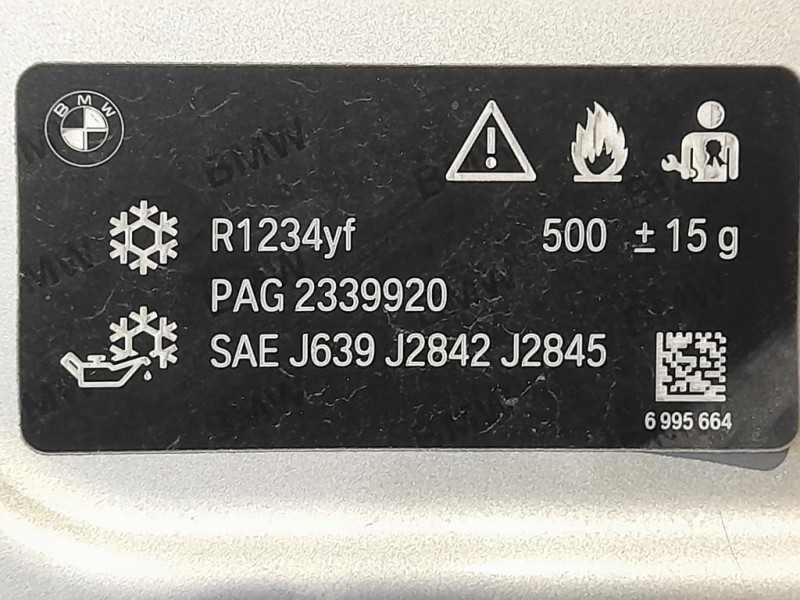 BMW
R1234yf 500 ± 15 g
PAG 2339920
SAE J639 J2842 J2845
6 995 664